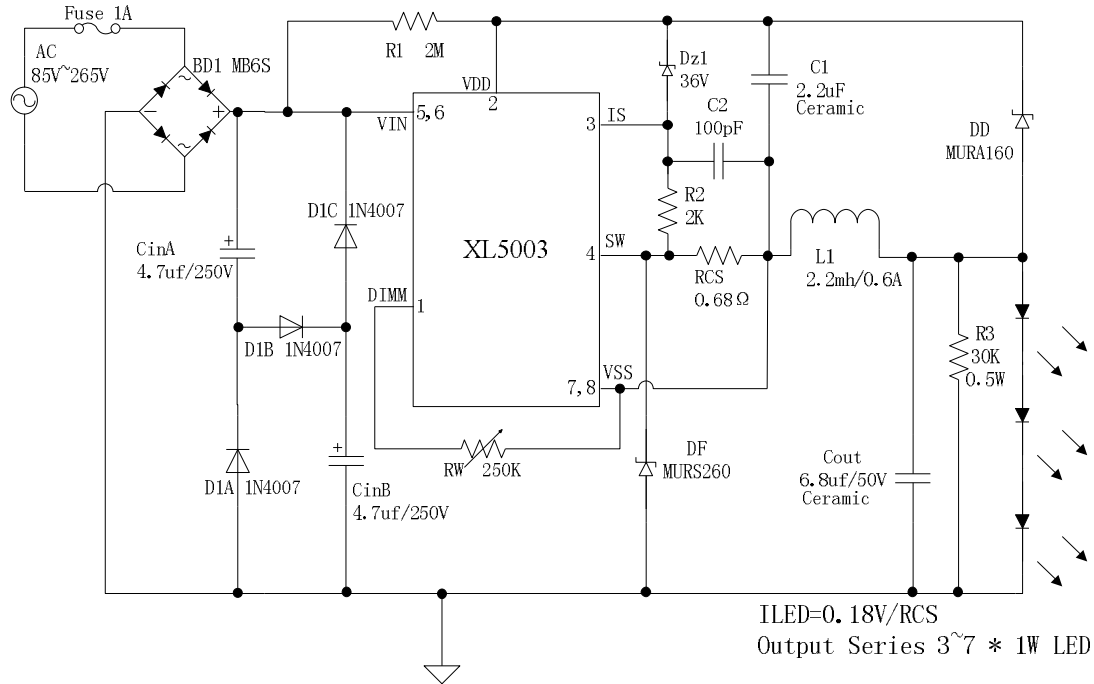 Fuse 1A
AC
85V~265V
BD1 MB6S
~
-
+
~
R1 2M
VDD
2
VIN
5,6
3
IS
Dz1
36V
C1
2.2uF
Ceramic
C2
100pF
DD
MURA160
R2
2K
D1C 1N4007
+
CinA
4.7uf/250V
XL5003
4
SW
RCS
0.68Ω
L1
2.2mh/0.6A
DIMM
1
D1B 1N4007
R3
30K
0.5W
7,8
VSS
RW 250K
DF
MURS260
+
CinB
4.7uf/250V
D1A 1N4007
Cout
6.8uf/50V
Ceramic
ILED=0.18V/RCS
Output Series 3~7 * 1W LED